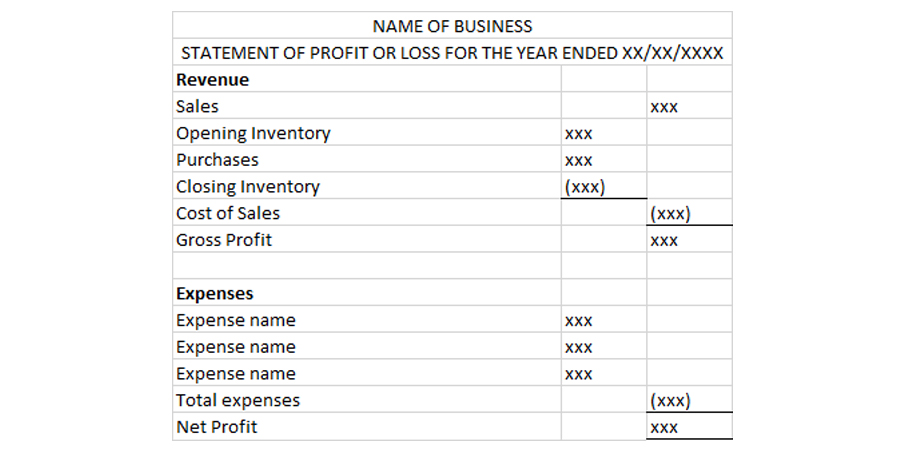 NAME OF BUSINESS
STATEMENT OF PROFIT OR LOSS FOR THE YEAR ENDED XX/XX/XXXX
Revenue
Sales xxx
Opening Inventory xxx
Purchases xxx
Closing Inventory (xxx)
Cost of Sales (xxx)
Gross Profit xxx
Expenses
Expense name xxx
Expense name xxx
Expense name xxx
Total expenses (xxx)
Net Profit xxx